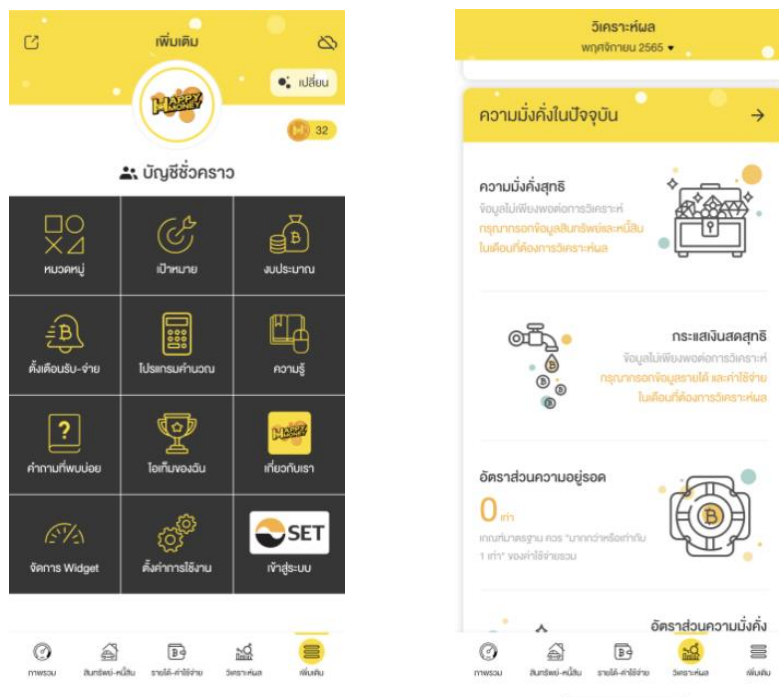 เพิ่มเติม
HAPPY
MONEY
เปลี่ยน
32
บัญชีชั่วคราว
หมวดหมู่
เป้าหมาย
งบประมาณ
ตั้งเตือนรับ-จ่าย
โปรแกรมคำนวณ
ความรู้
คำถามที่พบบ่อย
ไอเท็มของฉัน
HAPPY
MONEY
เกี่ยวกับเรา
จัดการ Widget
ตั้งค่าการใช้งาน
SET
เข้าสู่ระบบ
ภาพรวม
สินทรัพย์-หนี้สิน
รายได้-ค่าใช้จ่าย
วิเคราะห์ผล
เพิ่มเติม
วิเคราะห์ผล
พฤศจิกายน 2565
ความมั่งคั่งในปัจจุบัน
ความมั่งคั่งสุทธิ
ข้อมูลไม่เพียงพอต่อการวิเคราะห์
กรุณากรอกข้อมูลสินทรัพย์และหนี้สิน
ในเดือนที่ต้องการวิเคราะห์ผล
กระแสเงินสดสุทธิ
ข้อมูลไม่เพียงพอต่อการวิเคราะห์
กรุณากรอกข้อมูลรายได้ และค่าใช้จ่าย
ในเดือนที่ต้องการวิเคราะห์ผล
อัตราส่วนความอยู่รอด
0 เท่า
เกณฑ์มาตรฐาน ควร "มากกว่าหรือเท่ากับ
1 เท่า" ของค่าใช้จ่ายรวม
อัตราส่วนความมั่งคั่ง
ภาพรวม
สินทรัพย์-หนี้สิน
รายได้-ค่าใช้จ่าย
วิเคราะห์ผล
เพิ่มเติม